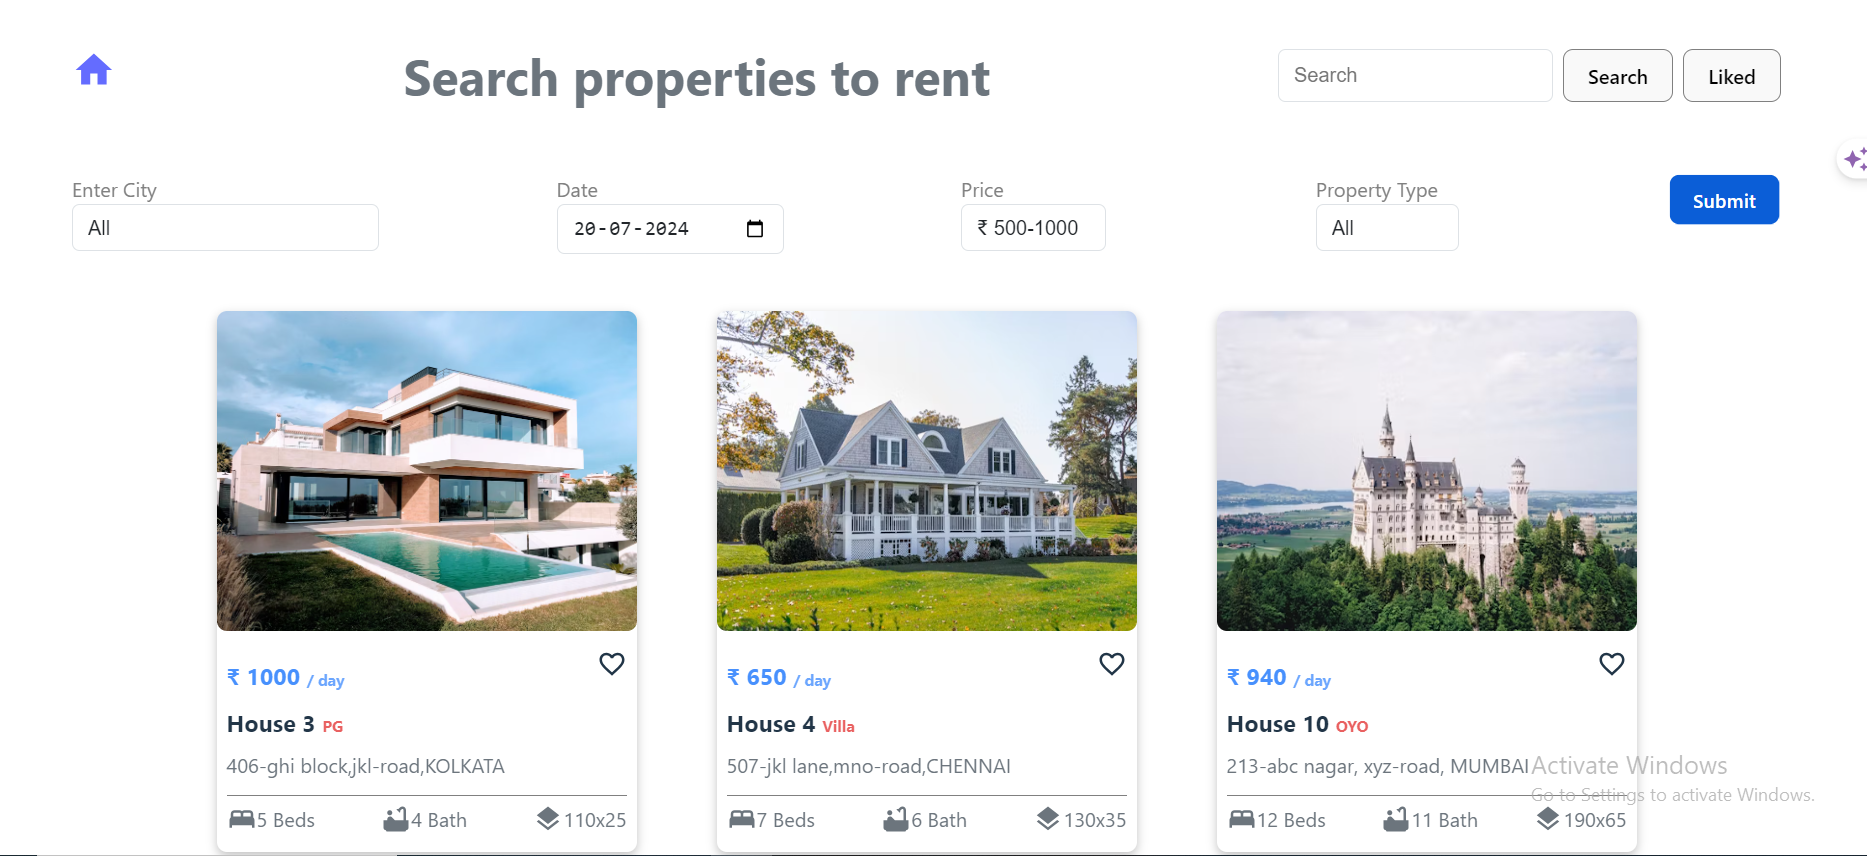 Search properties to rent
Search
Search
Liked
Enter City
All
Date
20-07-2024
Price
₹ 500-1000
Property Type
All
Submit
₹ 1000 / day
House 3 PG
406-ghi block,jkl-road,KOLKATA
5 Beds
4 Bath
110x25
₹ 650 / day
House 4 Villa
507-jkl lane,mno-road,CHENNAI
7 Beds
6 Bath
130x35
₹ 940 / day
House 10 OYO
213-abc nagar, xyz-road, MUMBAI
12 Beds
11 Bath
190x65
Activate Windows
Go to Settings to activate Windows.